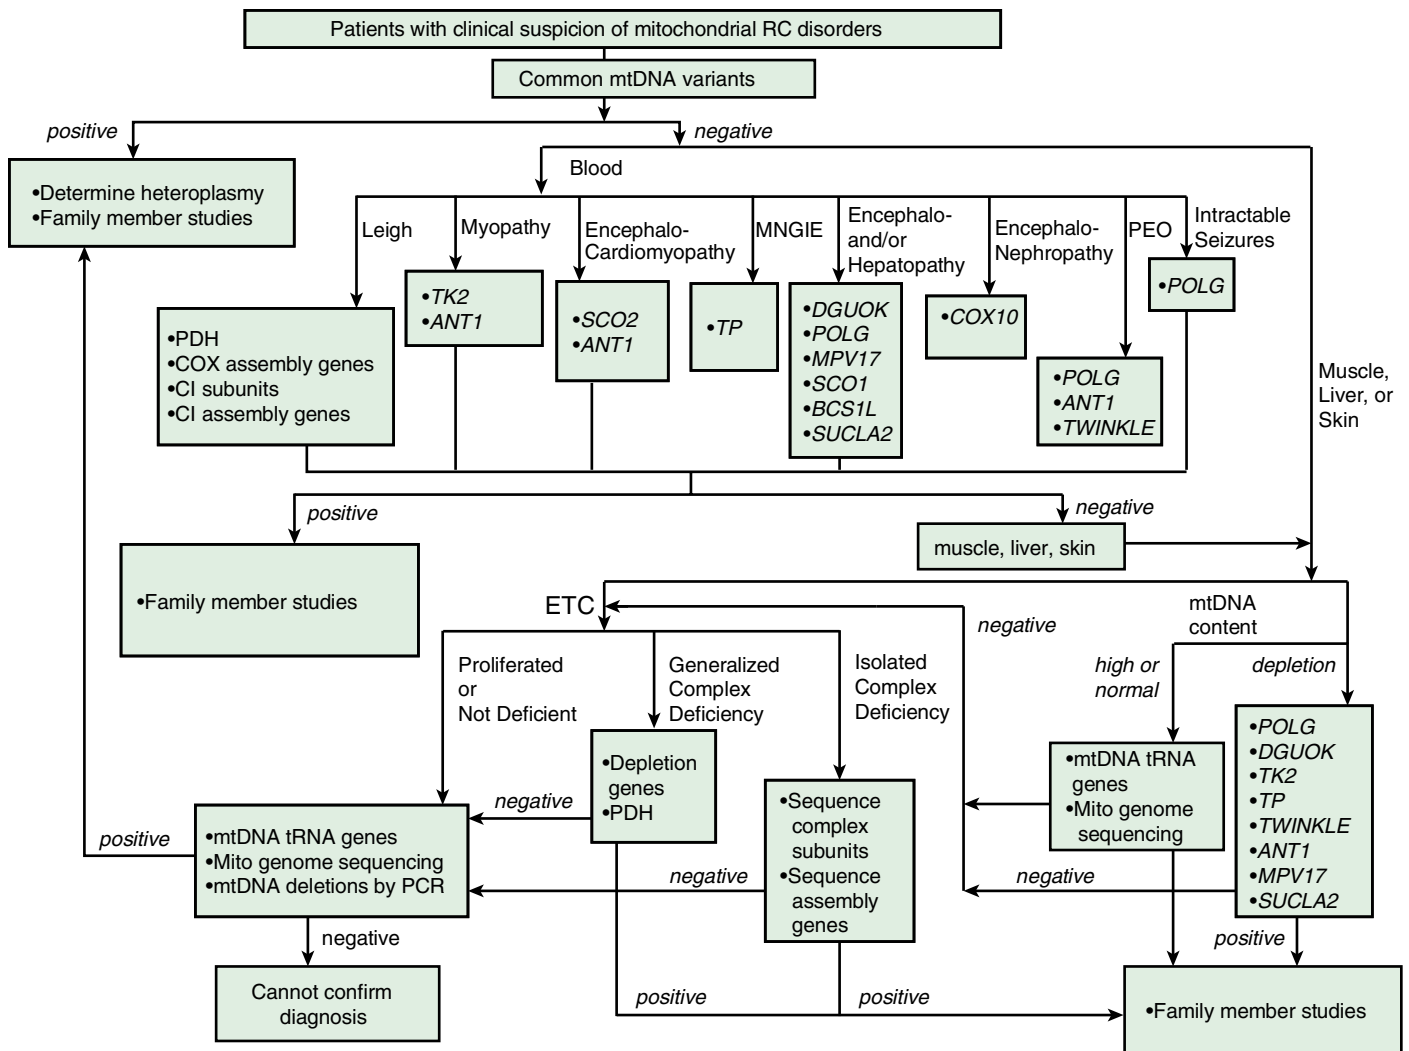 Patients with clinical suspicion of mitochondrial RC disorders
Common mtDNA variants
positive
negative
•Determine heteroplasmy
•Family member studies
Blood
Leigh
Myopathy
Encephalo-
Cardiomyopathy
MNGIE
Encephalo-
and/or
Hepatopathy
Encephalo-
Nephropathy
PEO
Intractable
Seizures
•PDH
•COX assembly genes
•CI subunits
•CI assembly genes
•TK2
•ANT1
•SCO2
•ANT1
•TP
•DGUOK
•POLG
•MPV17
•SCO1
•BCS1L
•SUCLA2
•COX10
•POLG
•ANT1
•TWINKLE
•POLG
Muscle,
Liver, or
Skin
positive
negative
•Family member studies
muscle, liver, skin
ETC
negative
mtDNA
content
high or
normal
depletion
Proliferated
or
Not Deficient
Generalized
Complex
Deficiency
Isolated
Complex
Deficiency
•Depletion
genes
•PDH
•Sequence
complex
subunits
•Sequence
assembly
genes
•mtDNA tRNA
genes
•Mito genome
sequencing
•POLG
•DGUOK
•TK2
•TP
•TWINKLE
•ANT1
•MPV17
•SUCLA2
positive
negative
•mtDNA tRNA genes
•Mito genome sequencing
•mtDNA deletions by PCR
negative
negative
negative
positive
Cannot confirm
diagnosis
positive
positive
•Family member studies